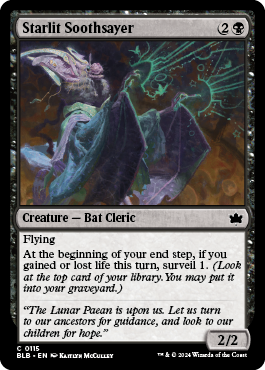 Starlit Soothsayer 2
Creature — Bat Cleric
Flying
At the beginning of your end step, if you
gained or lost life this turn, surveil 1. (Look
at the top card of your library. You may put it
into your graveyard.)
“The Lunar Paean is upon us. Let us turn
to our ancestors for guidance, and look to our
children for hope.”
2/2
C 0115
BLB • EN KAITLYN MCCULLEY
™ & © 2024 Wizards of the Coast